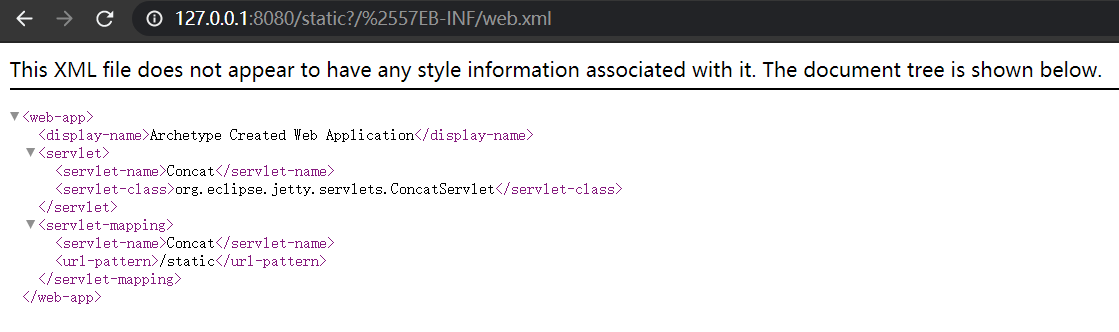 127.0.0.1:8080/static?/%2557EB-INF/web.xml
This XML file does not appear to have any style information associated with it. The document tree is shown below.
▼<web-app>
<display-name>Archetype Created Web Application</display-name>
▼<servlet>
<servlet-name>Concat</servlet-name>
<servlet-class>org.eclipse.jetty.servlets.ConcatServlet</servlet-class>
</servlet>
▼<servlet-mapping>
<servlet-name>Concat</servlet-name>
<url-pattern>/static</url-pattern>
</servlet-mapping>
</web-app>